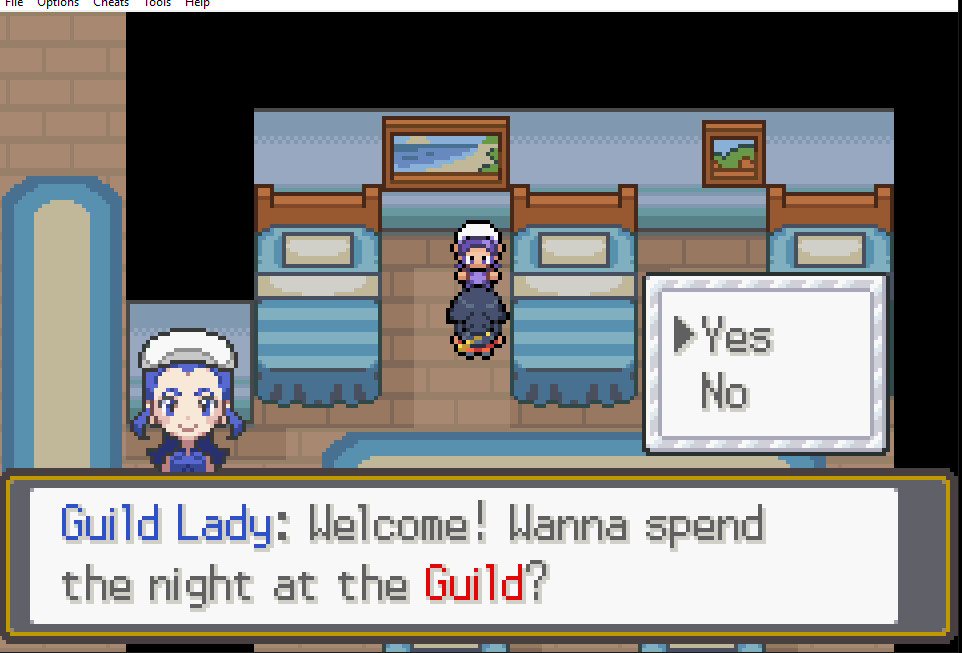 File Options Cheats Tools Help
Yes
No
Guild Lady: Welcome! Wanna spend
the night at the Guild?